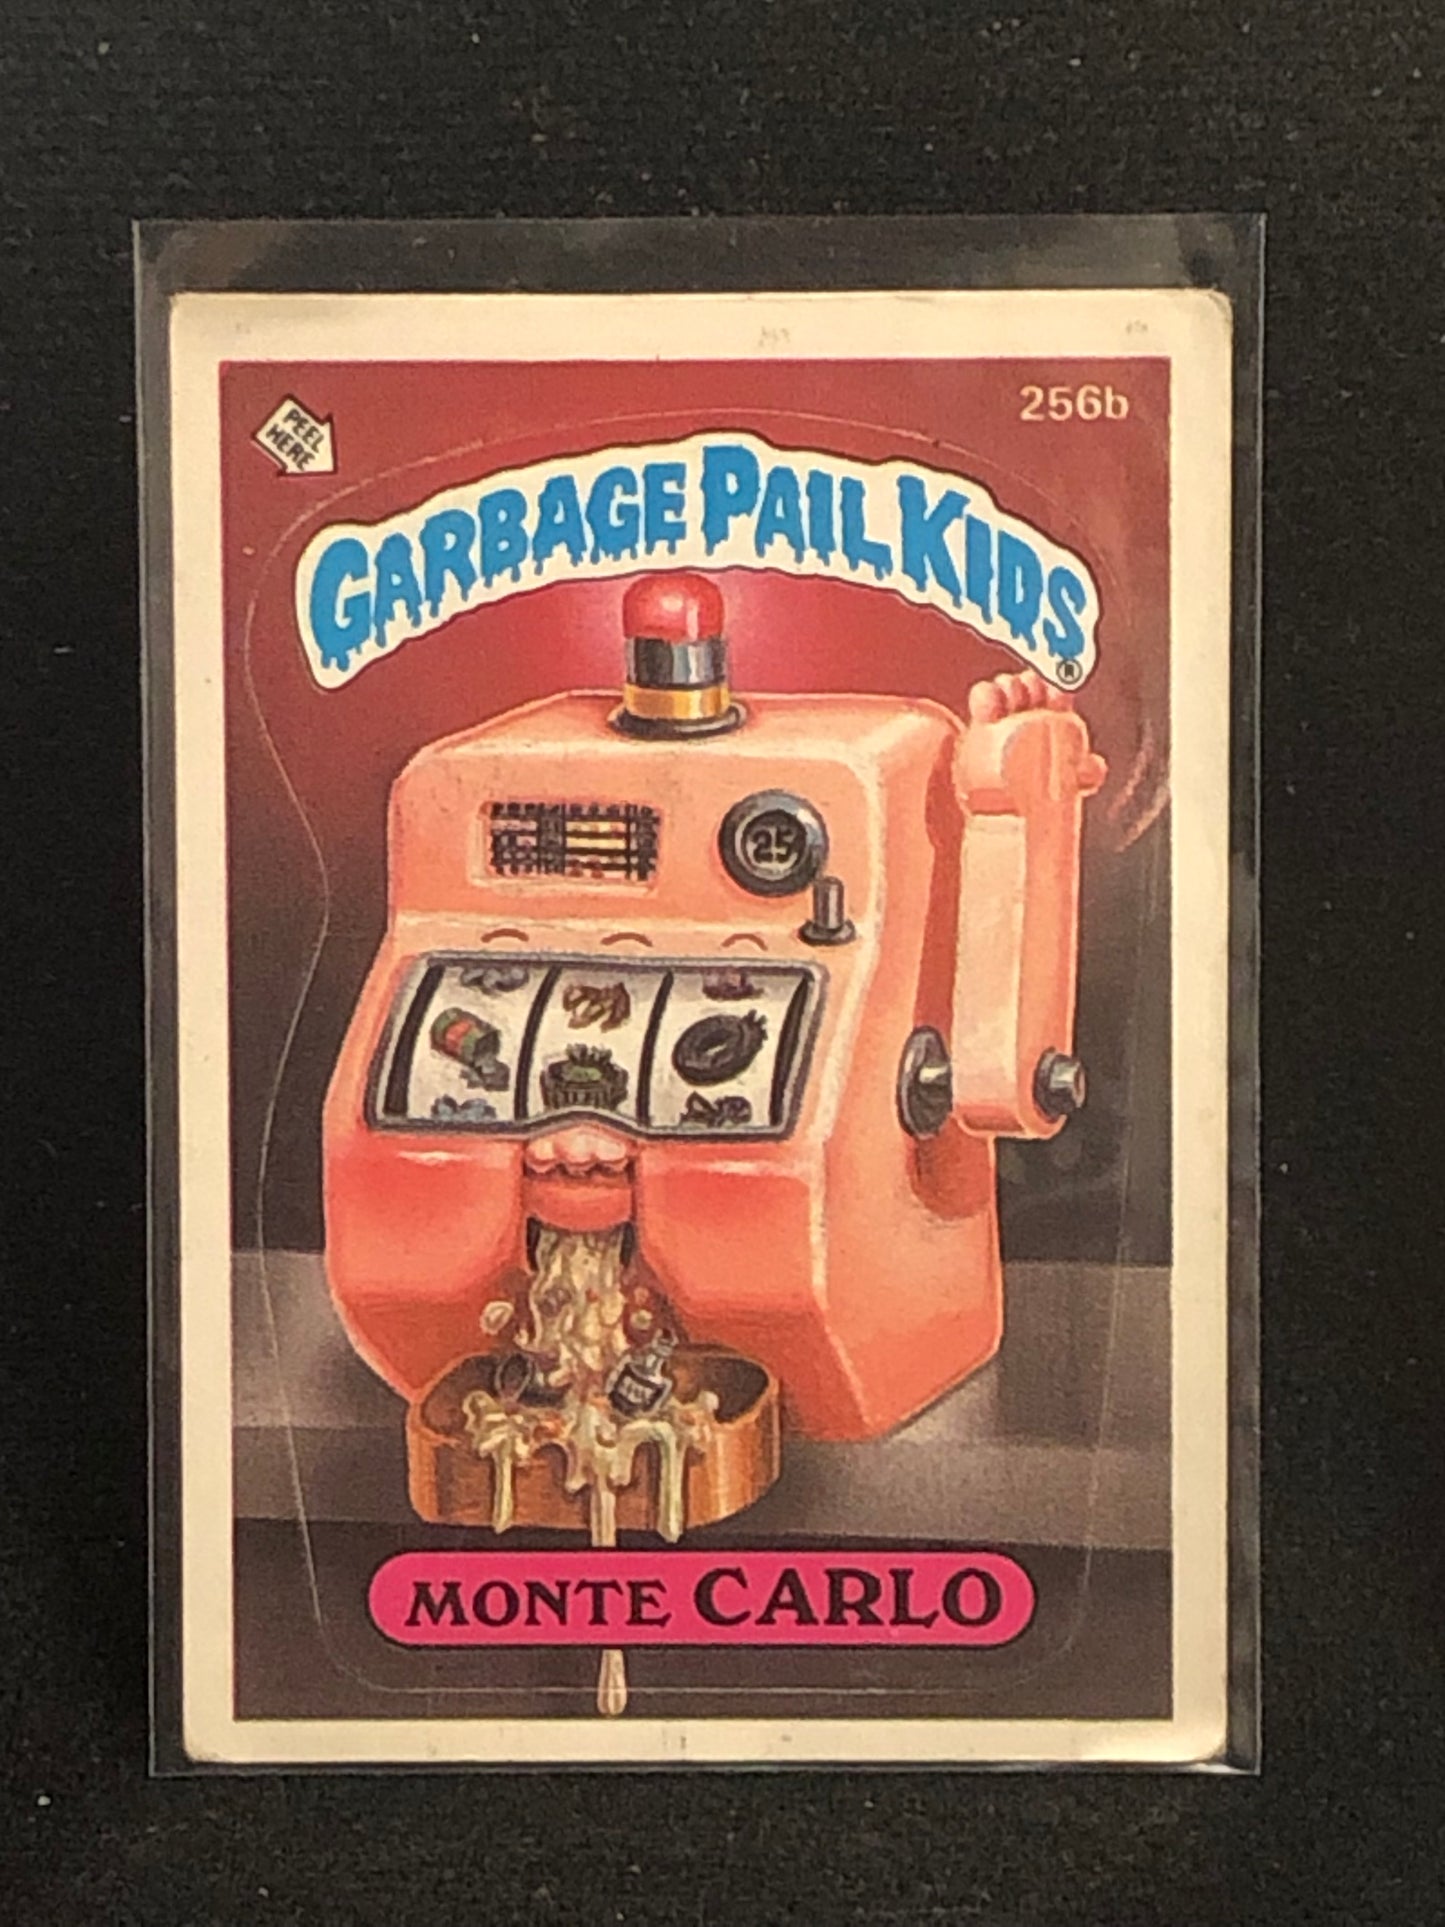 256b
PEEL
HERE
GARBAGE PAIL KIDS
®
25
MONTE CARLO